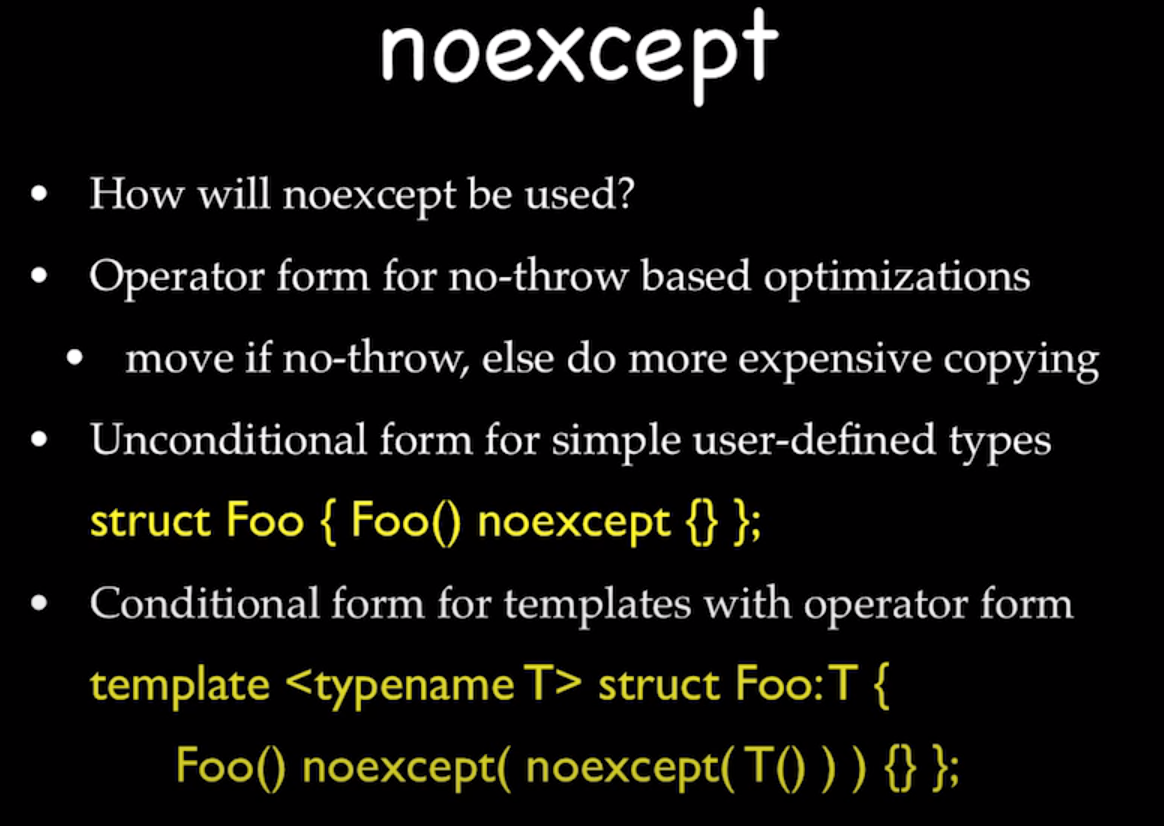 noexcept
• How will noexcept be used?
• Operator form for no-throw based optimizations
• move if no-throw, else do more expensive copying
• Unconditional form for simple user-defined types
struct Foo { Foo() noexcept {} };
• Conditional form for templates with operator form
template <typename T> struct Foo:T {
Foo() noexcept( noexcept( T() ) ) {} };